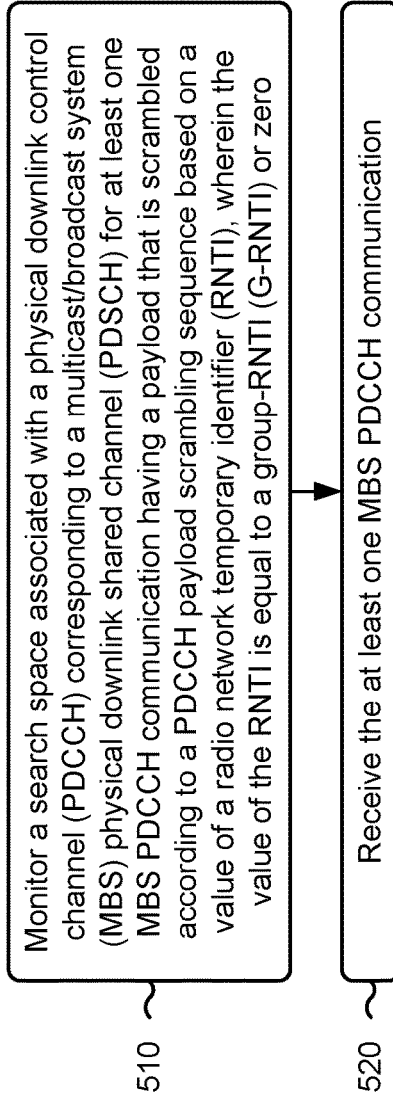 Monitor a search space associated with a physical downlink control
channel (PDCCH) corresponding to a multicast/broadcast system
(MBS) physical downlink shared channel (PDSCH) for at least one
MBS PDCCH communication having a payload that is scrambled
according to a PDCCH payload scrambling sequence based on a
value of a radio network temporary identifier (RNTI), wherein the
value of the RNTI is equal to a group-RNTI (G-RNTI) or zero
510
Receive the at least one MBS PDCCH communication
520